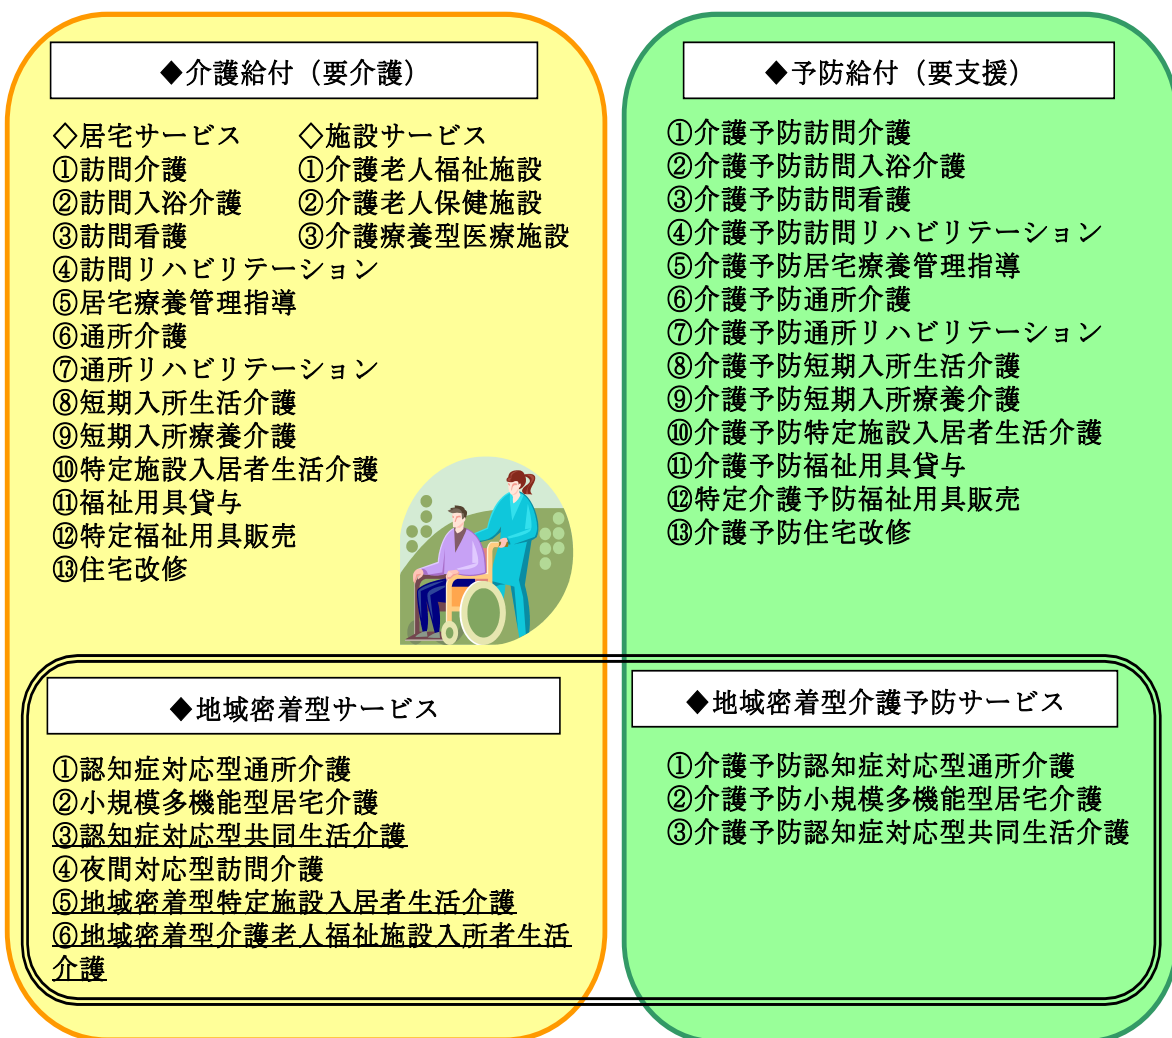 ◆介護給付（要介護）
◇居宅サービス
①訪問介護
②訪問入浴介護
③訪問看護
④訪問リハビリテーション
⑤居宅療養管理指導
⑥通所介護
⑦通所リハビリテーション
⑧短期入所生活介護
⑨短期入所療養介護
⑩特定施設入居者生活介護
⑪福祉用具貸与
⑫特定福祉用具販売
⑬住宅改修
◇施設サービス
①介護老人福祉施設
②介護老人保健施設
③介護療養型医療施設
◆予防給付（要支援）
①介護予防訪問介護
②介護予防訪問入浴介護
③介護予防訪問看護
④介護予防訪問リハビリテーション
⑤介護予防居宅療養管理指導
⑥介護予防通所介護
⑦介護予防通所リハビリテーション
⑧介護予防短期入所生活介護
⑨介護予防短期入所療養介護
⑩介護予防特定施設入居者生活介護
⑪介護予防福祉用具貸与
⑫特定介護予防福祉用具販売
⑬介護予防住宅改修
◆地域密着型サービス
①認知症対応型通所介護
②小規模多機能型居宅介護
③認知症対応型共同生活介護
④夜間対応型訪問介護
⑤地域密着型特定施設入居者生活介護
⑥地域密着型介護老人福祉施設入所者生活
介護
◆地域密着型介護予防サービス
①介護予防認知症対応型通所介護
②介護予防小規模多機能型居宅介護
③介護予防認知症対応型共同生活介護